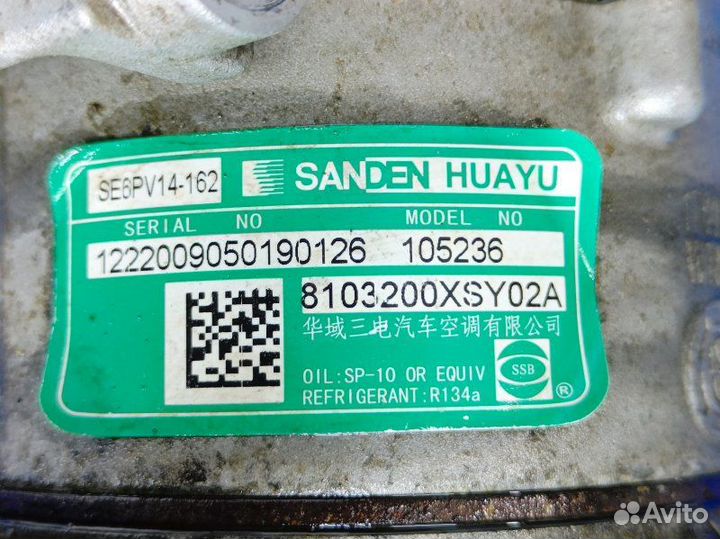 SE6PV14-162
SANDEN HUAYU
SERIAL NO MODEL NO
1222009050190126 105236
8103200XSY02A
华域三电汽车空调有限公司
OIL:SP-10 OR EQUIV
REFRIGERANT:R134a
SSB
®
Avito